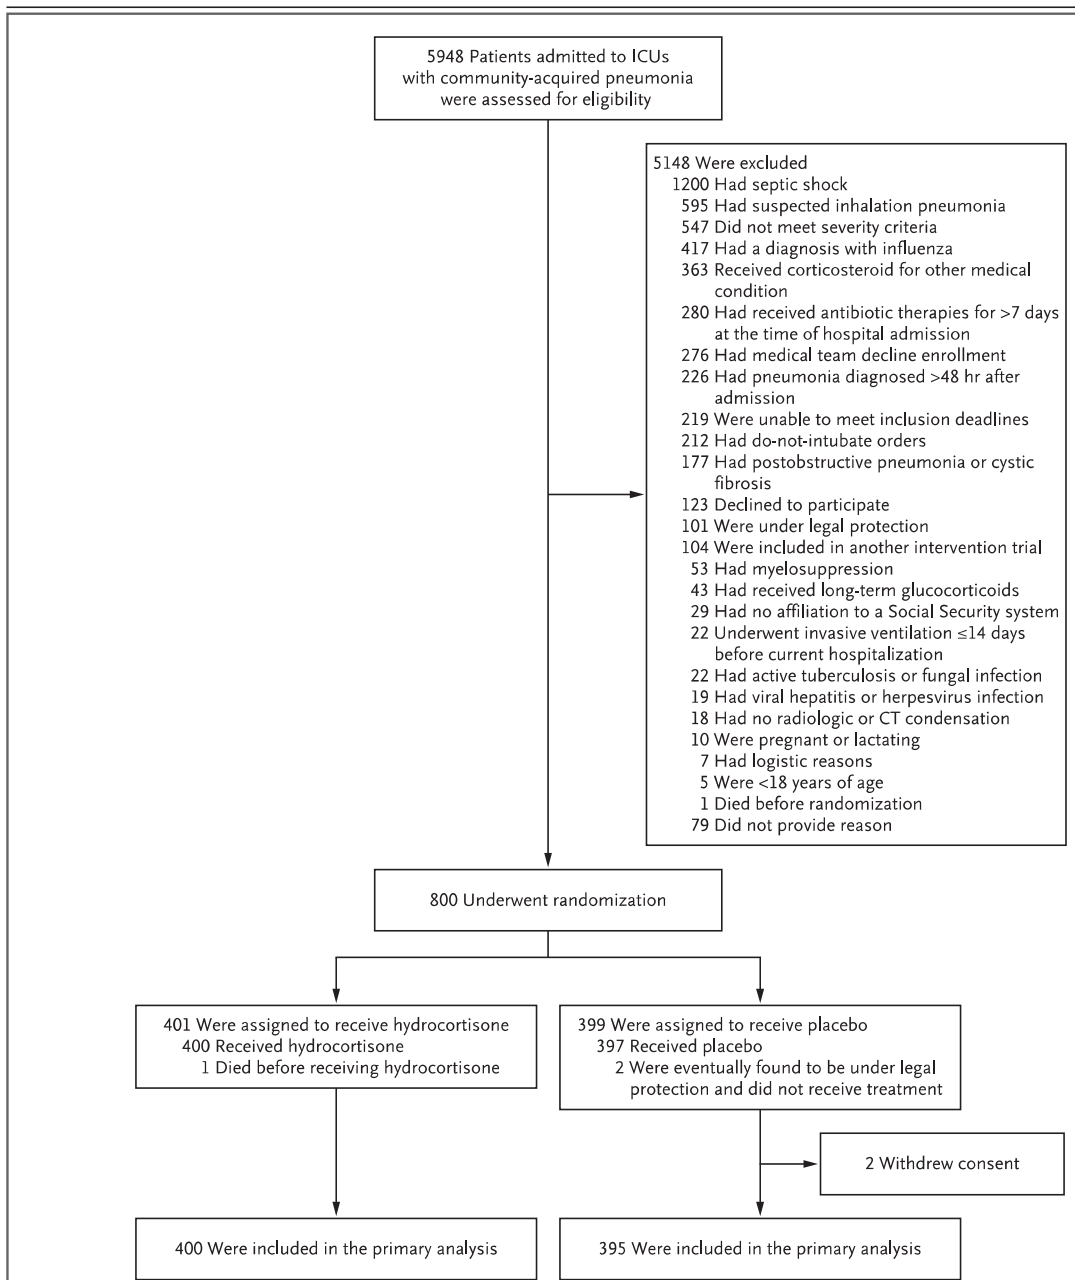 5948 Patients admitted to ICUs
with community-acquired pneumonia
were assessed for eligibility
5148 Were excluded
1200 Had septic shock
595 Had suspected inhalation pneumonia
547 Did not meet severity criteria
417 Had a diagnosis with influenza
363 Received corticosteroid for other medical
condition
280 Had received antibiotic therapies for >7 days
at the time of hospital admission
276 Had medical team decline enrollment
226 Had pneumonia diagnosed >48 hr after
admission
219 Were unable to meet inclusion deadlines
212 Had do-not-intubate orders
177 Had postobstructive pneumonia or cystic
fibrosis
123 Declined to participate
101 Were under legal protection
104 Were included in another intervention trial
53 Had myelosuppression
43 Had received long-term glucocorticoids
29 Had no affiliation to a Social Security system
22 Underwent invasive ventilation ≤14 days
before current hospitalization
22 Had active tuberculosis or fungal infection
19 Had viral hepatitis or herpesvirus infection
18 Had no radiologic or CT condensation
10 Were pregnant or lactating
7 Had logistic reasons
5 Were <18 years of age
1 Died before randomization
79 Did not provide reason
800 Underwent randomization
401 Were assigned to receive hydrocortisone
400 Received hydrocortisone
1 Died before receiving hydrocortisone
399 Were assigned to receive placebo
397 Received placebo
2 Were eventually found to be under legal
protection and did not receive treatment
2 Withdrew consent
400 Were included in the primary analysis
395 Were included in the primary analysis